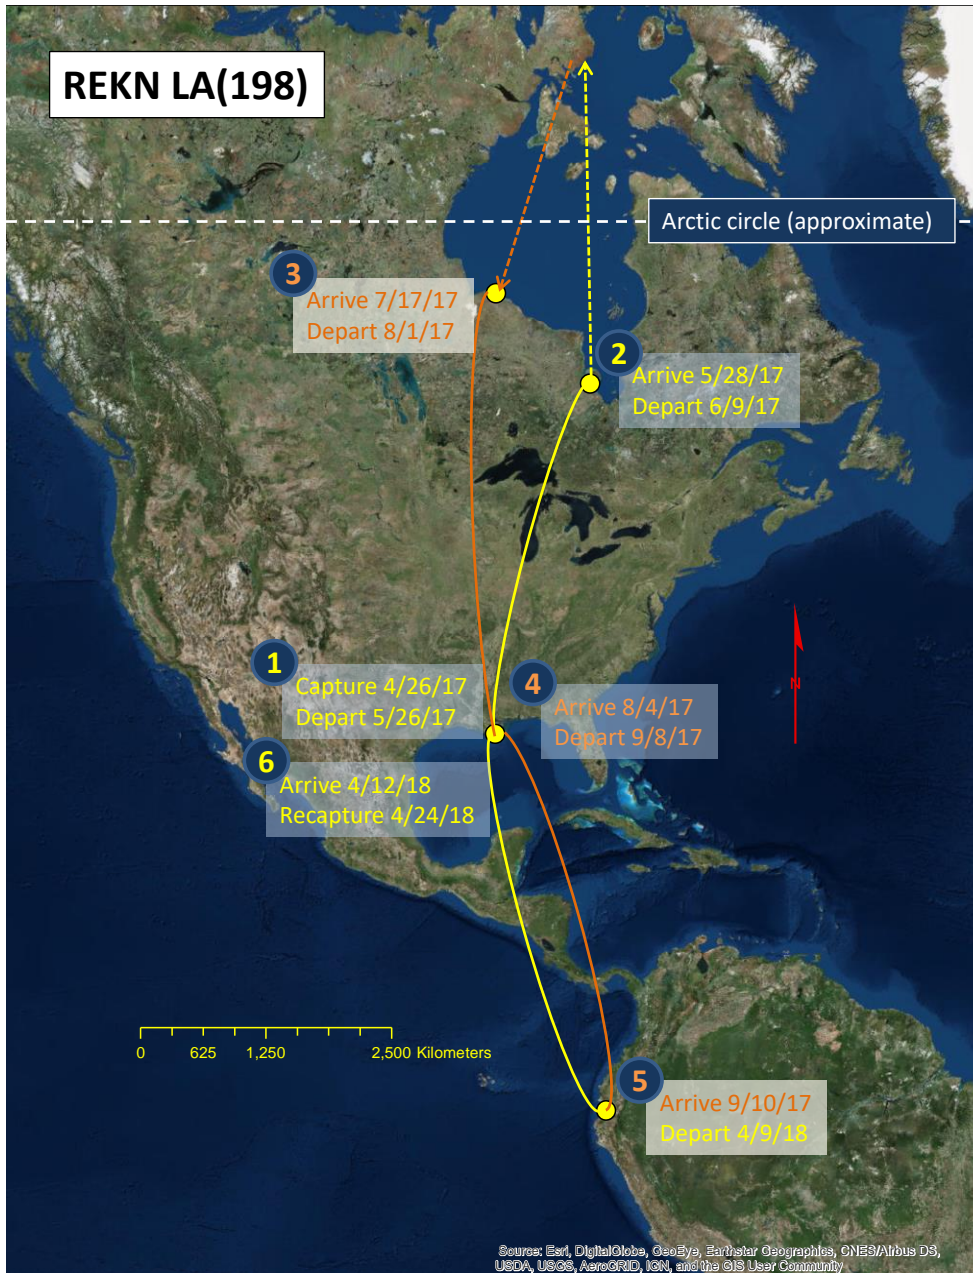 REKN LA(198)
Arctic circle (approximate)
3
Arrive 7/17/17
Depart 8/1/17
2
Arrive 5/28/17
Depart 6/9/17
1
Capture 4/26/17
Depart 5/26/17
4
Arrive 8/4/17
Depart 9/8/17
N
6
Arrive 4/12/18
Recapture 4/24/18
0 625 1,250 2,500 Kilometers
5
Arrive 9/10/17
Depart 4/9/18
Source: Esri, DigitalGlobe, GeoEye, Earthstar Geographics, CNES/Airbus DS,
USDA, USGS, AeroGRID, IGN, and the GIS User Community